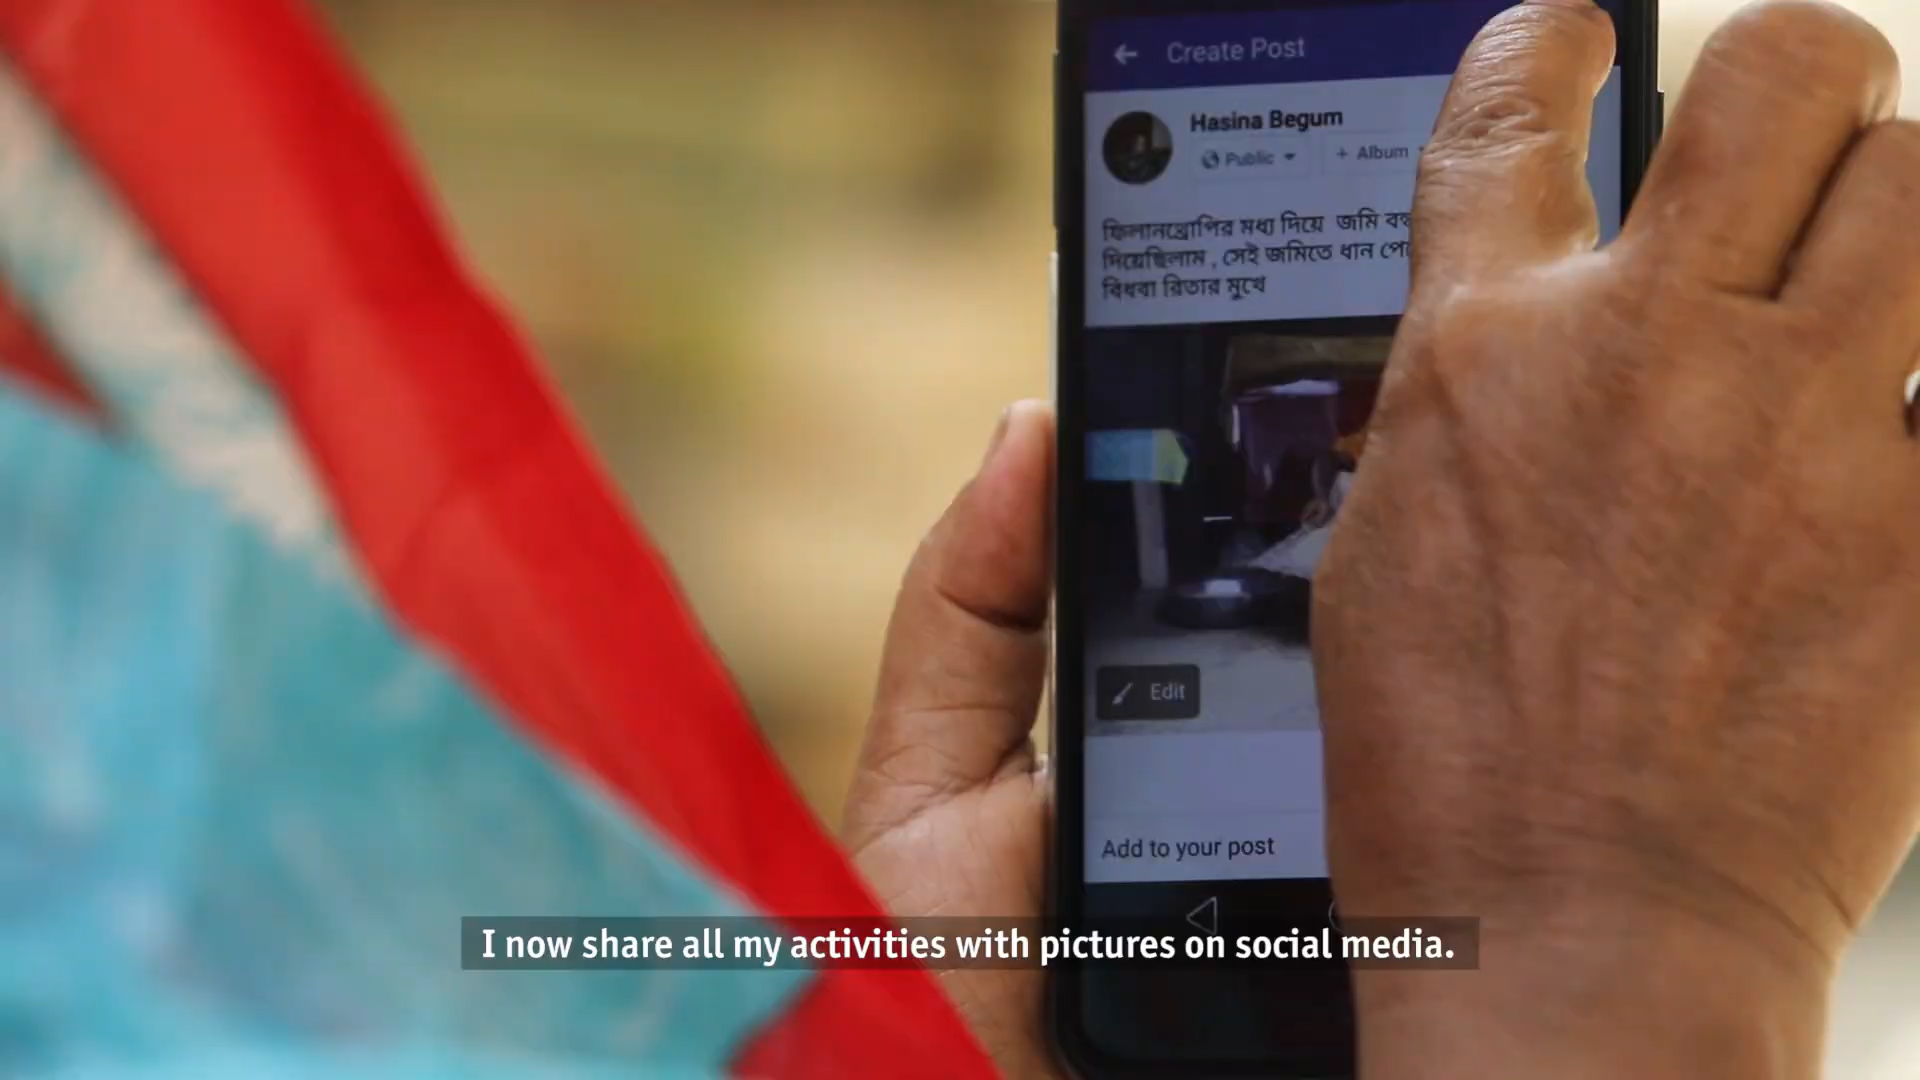 Create Post
Hasina Begum
Public
+ Album
ফিলানথ্রোপির মধ্য দিয়ে জমি
দিয়েছিলাম , সেই জমিতে ধান
বিধবা রিতার মুখে
Edit
Add to your post
I now share all my activities with pictures on social media.